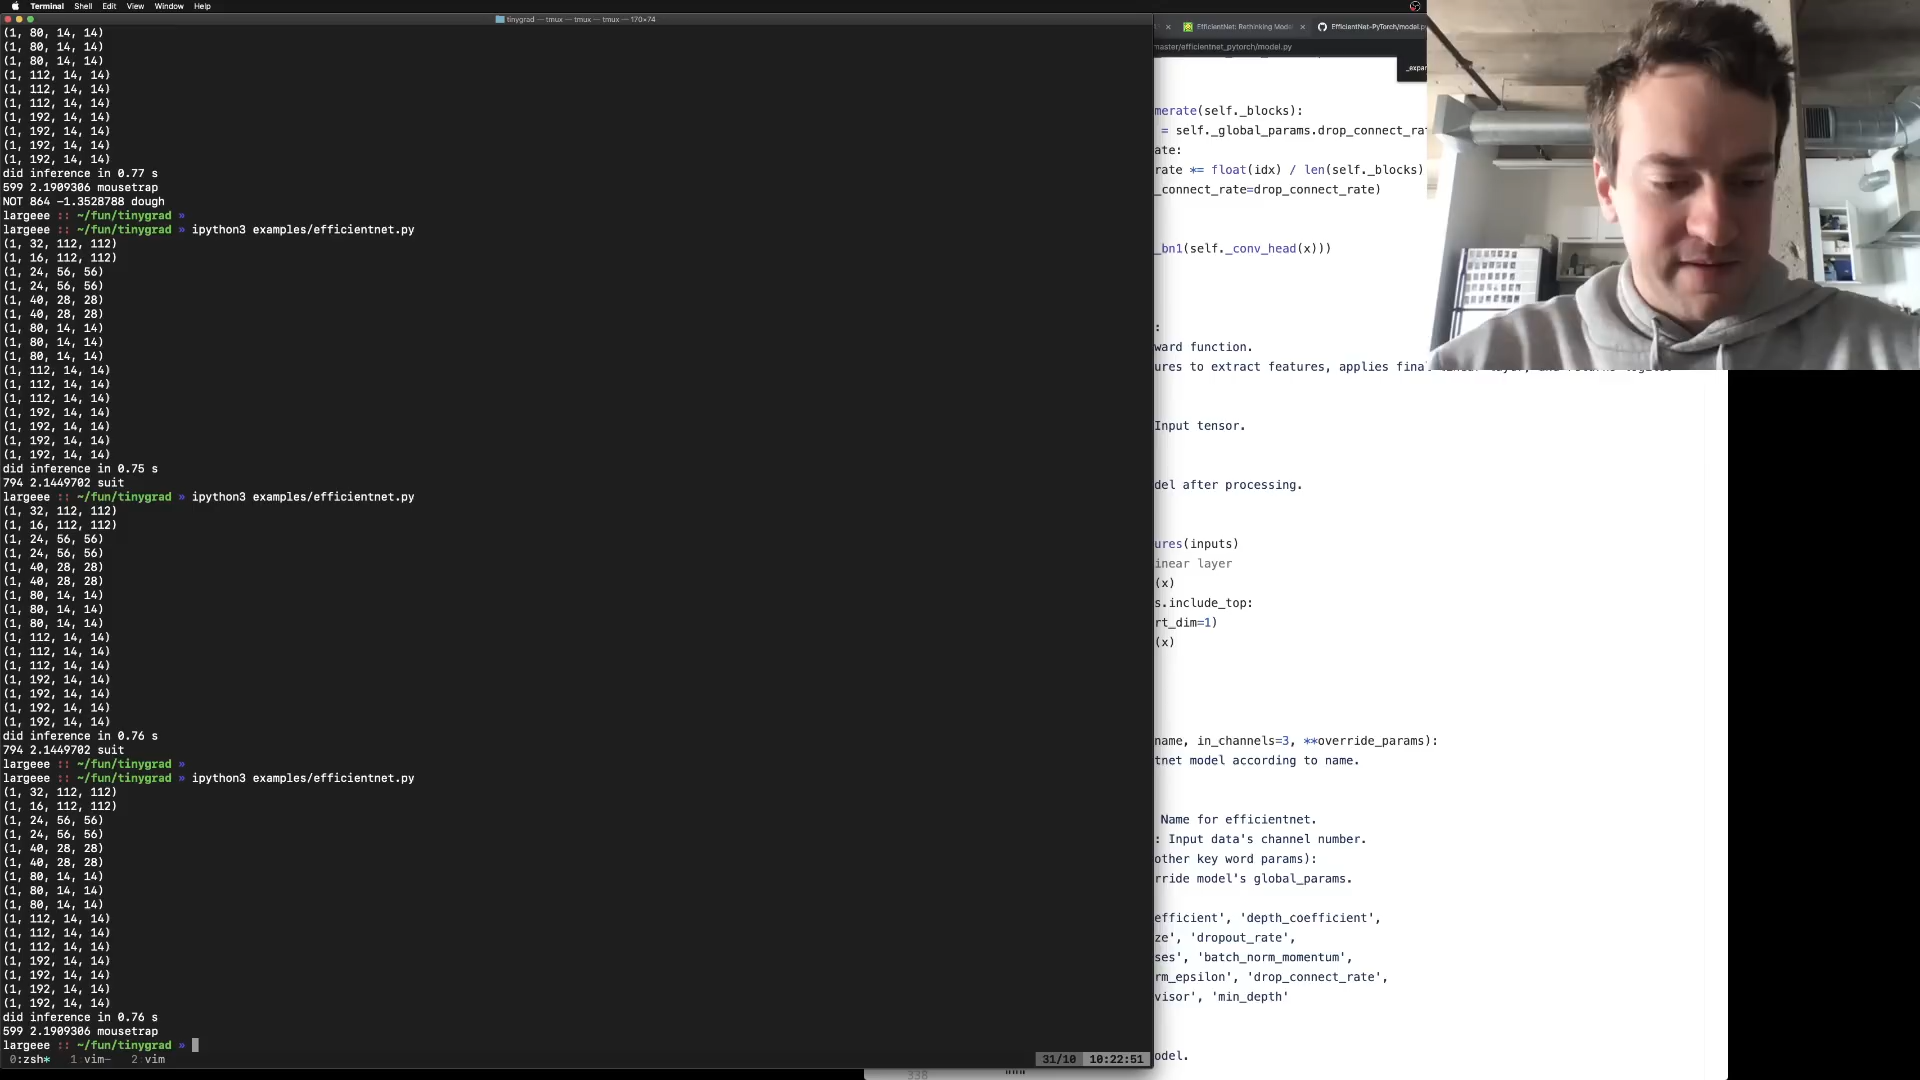 Terminal Shell Edit View Window Help
tinygrad — tmux — tmux — tmux — 170×74
(1, 80, 14, 14)
(1, 80, 14, 14)
(1, 80, 14, 14)
(1, 112, 14, 14)
(1, 112, 14, 14)
(1, 112, 14, 14)
(1, 192, 14, 14)
(1, 192, 14, 14)
(1, 192, 14, 14)
(1, 192, 14, 14)
did inference in 0.77 s
599 2.1909306 mousetrap
NOT 864 -1.3528788 dough
largeee :: ~/fun/tinygrad »
largeee :: ~/fun/tinygrad » ipython3 examples/efficientnet.py
(1, 32, 112, 112)
(1, 16, 112, 112)
(1, 24, 56, 56)
(1, 24, 56, 56)
(1, 40, 28, 28)
(1, 40, 28, 28)
(1, 80, 14, 14)
(1, 80, 14, 14)
(1, 80, 14, 14)
(1, 112, 14, 14)
(1, 112, 14, 14)
(1, 112, 14, 14)
(1, 192, 14, 14)
(1, 192, 14, 14)
(1, 192, 14, 14)
(1, 192, 14, 14)
did inference in 0.75 s
794 2.1449702 suit
largeee :: ~/fun/tinygrad » ipython3 examples/efficientnet.py
(1, 32, 112, 112)
(1, 16, 112, 112)
(1, 24, 56, 56)
(1, 24, 56, 56)
(1, 40, 28, 28)
(1, 40, 28, 28)
(1, 80, 14, 14)
(1, 80, 14, 14)
(1, 80, 14, 14)
(1, 112, 14, 14)
(1, 112, 14, 14)
(1, 112, 14, 14)
(1, 192, 14, 14)
(1, 192, 14, 14)
(1, 192, 14, 14)
(1, 192, 14, 14)
did inference in 0.76 s
794 2.1449702 suit
largeee :: ~/fun/tinygrad »
largeee :: ~/fun/tinygrad » ipython3 examples/efficientnet.py
(1, 32, 112, 112)
(1, 16, 112, 112)
(1, 24, 56, 56)
(1, 24, 56, 56)
(1, 40, 28, 28)
(1, 40, 28, 28)
(1, 80, 14, 14)
(1, 80, 14, 14)
(1, 80, 14, 14)
(1, 112, 14, 14)
(1, 112, 14, 14)
(1, 112, 14, 14)
(1, 192, 14, 14)
(1, 192, 14, 14)
(1, 192, 14, 14)
(1, 192, 14, 14)
did inference in 0.76 s
599 2.1909306 mousetrap
largeee :: ~/fun/tinygrad »
0:zsh* 1:vim- 2:vim 31/10 10:22:51
EfficientNet: Rethinking Mode EfficientNet-PyTorch/model.p
master/efficientnet_pytorch/model.py
_expan
merate(self._blocks):
= self._global_params.drop_connect_rat
ate:
rate *= float(idx) / len(self._blocks)
_connect_rate=drop_connect_rate)
_bn1(self._conv_head(x)))
:
ward function.
ures to extract features, applies fina
Input tensor.
del after processing.
ures(inputs)
inear layer
(x)
s.include_top:
rt_dim=1)
(x)
name, in_channels=3, **override_params):
tnet model according to name.
Name for efficientnet.
: Input data's channel number.
other key word params):
rride model's global_params.
efficient', 'depth_coefficient',
ze', 'dropout_rate',
ses', 'batch_norm_momentum',
rm_epsilon', 'drop_connect_rate',
visor', 'min_depth'
odel.
338 """